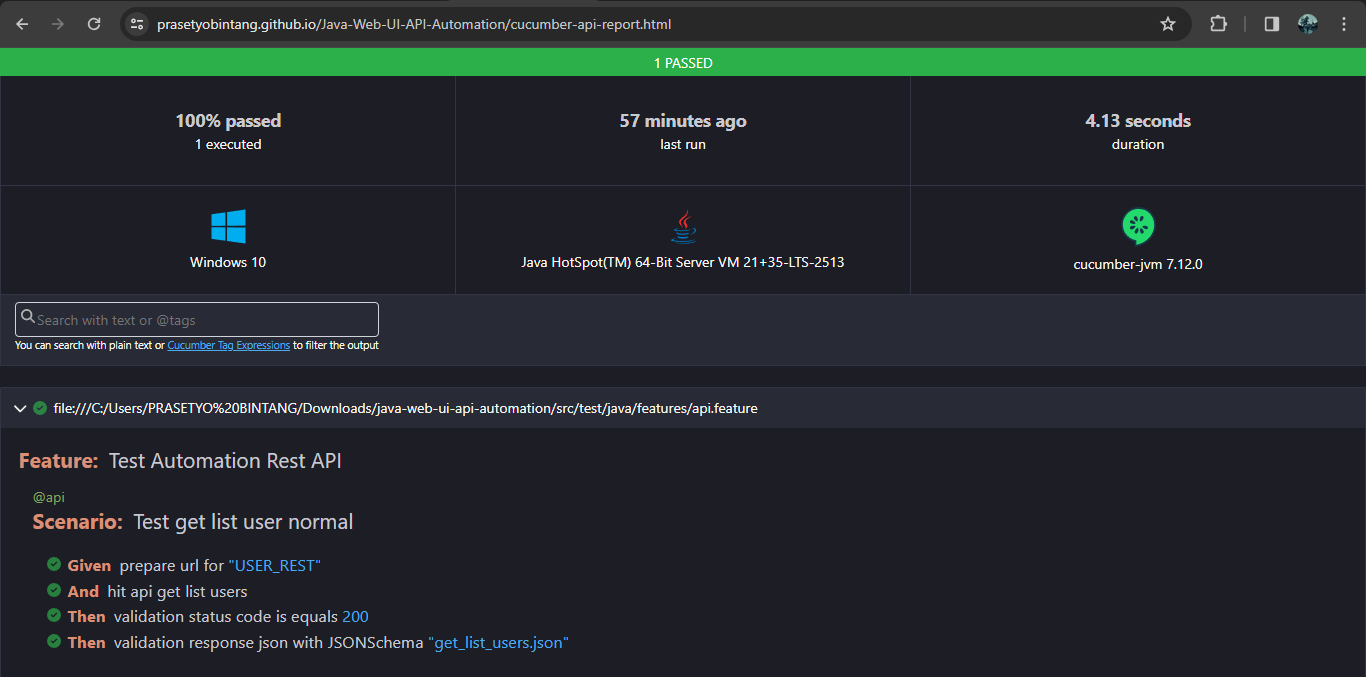 prasetyobintang.github.io/Java-Web-UI-API-Automation/cucumber-api-report.html
1 PASSED
100% passed
1 executed
57 minutes ago
last run
4.13 seconds
duration
Windows 10
Java HotSpot(TM) 64-Bit Server VM 21+35-LTS-2513
cucumber-jvm 7.12.0
Search with text or @tags
You can search with plain text or Cucumber Tag Expressions to filter the output
file:///C:/Users/PRASETYO%20BINTANG/Downloads/java-web-ui-api-automation/src/test/java/features/api.feature
Feature: Test Automation Rest API
@api
Scenario: Test get list user normal
Given prepare url for "USER_REST"
And hit api get list users
Then validation status code is equals 200
Then validation response json with JSONSchema "get_list_users.json"